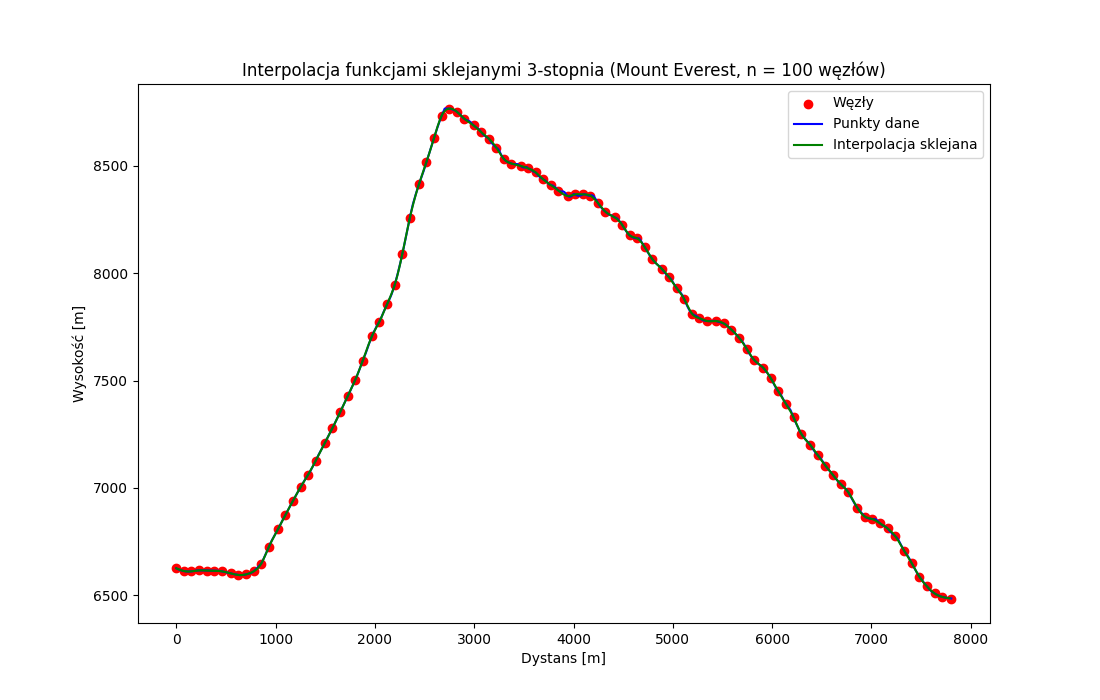 Interpolacja funkcjami sklejanymi 3-stopnia (Mount Everest, n = 100 węzłów)
Węzły
Punkty dane
Interpolacja sklejana
Wysokość [m]
8500
8000
7500
7000
6500
0 1000 2000 3000 4000 5000 6000 7000 8000
Dystans [m]